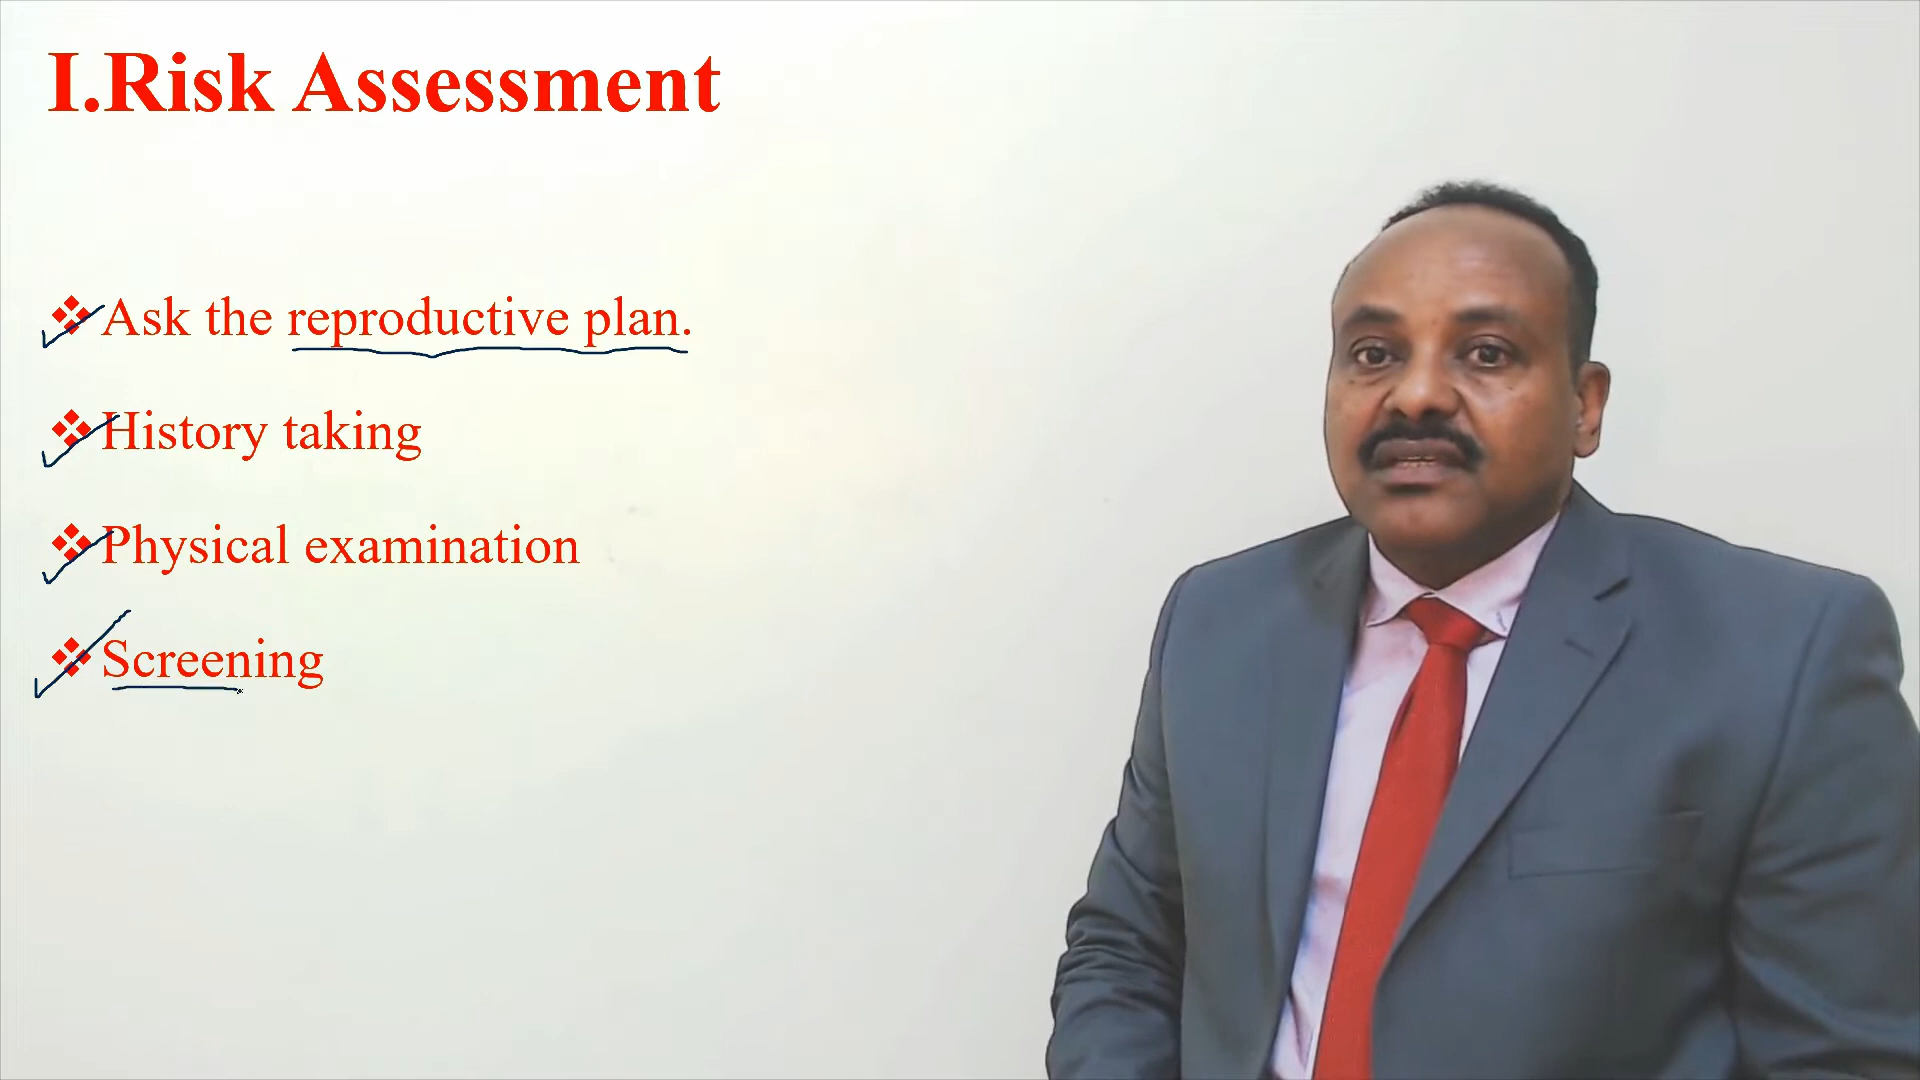 I.Risk Assessment
Ask the reproductive plan.
History taking
Physical examination
Screening